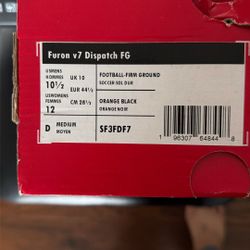 Furon v7 Dispatch FG
US MENS
HOMMES
10½
UK 10
EUR 44½
US WOMENS
FEMMES
12
CM 28½
D
MEDIUM
MOYEN
FOOTBALL-FIRM GROUND
SOCCER SOL DUR
ORANGE BLACK
ORANGE NOIR
SF3FDF7
1 96307 64844 8